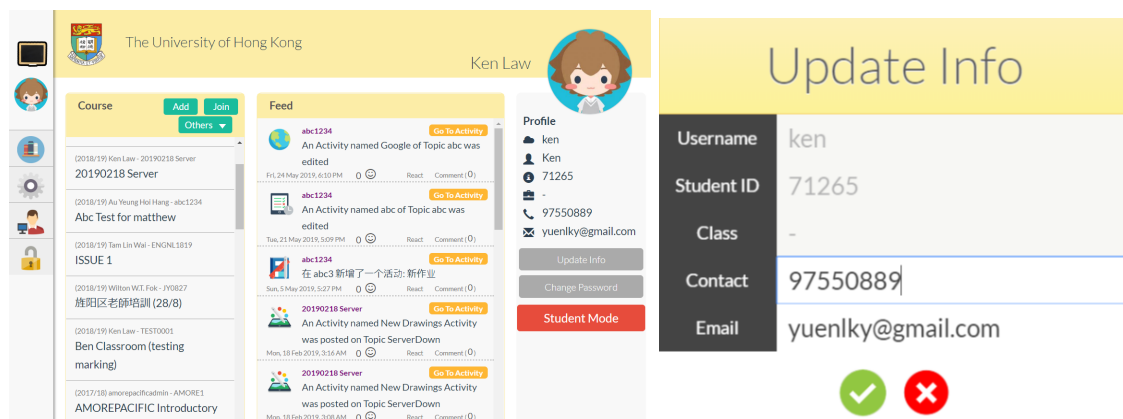 The University of Hong Kong
Ken Law
Course
Add
Join
Others
(2018/19) Ken Law - 20190218 Server
20190218 Server
(2018/19) Au Yeung Hoi Hang - abc1234
Abc Test for matthew
(2018/19) Tam Lin Wai - ENGNL1819
ISSUE 1
(2018/19) Wilton W.T. Fok - JY0827
旌阳区老師培訓 (28/8)
(2018/19) Ken Law - TEST0001
Ben Classroom (testing
marking)
(2017/18) amorepacificadmin - AMORE1
AMOREPACIFIC Introductory
Feed
abc1234
Go To Activity
An Activity named Google of Topic abc was
edited
Fri, 24 May 2019, 6:10 PM 0 React Comment ( 0 )
abc1234
Go To Activity
An Activity named abc of Topic abc was
edited
Tue, 21 May 2019, 5:09 PM 0 React Comment ( 0 )
abc1234
Go To Activity
在 abc3 新增了一个活动: 新作业
Sun, 5 May 2019, 5:27 PM 0 React Comment ( 0 )
20190218 Server
Go To Activity
An Activity named New Drawings Activity
was posted on Topic ServerDown
Mon, 18 Feb 2019, 3:16 AM 0 React Comment ( 0 )
20190218 Server
Go To Activity
An Activity named New Drawings Activity
was posted on Topic ServerDown
Mon, 18 Feb 2019, 3:08 AM 0 React Comment ( 0 )
Profile
ken
Ken
71265
-
97550889
yuenlky@gmail.com
Update Info
Change Password
Student Mode
Update Info
Username ken
Student ID 71265
Class -
Contact 97550889
Email yuenlky@gmail.com